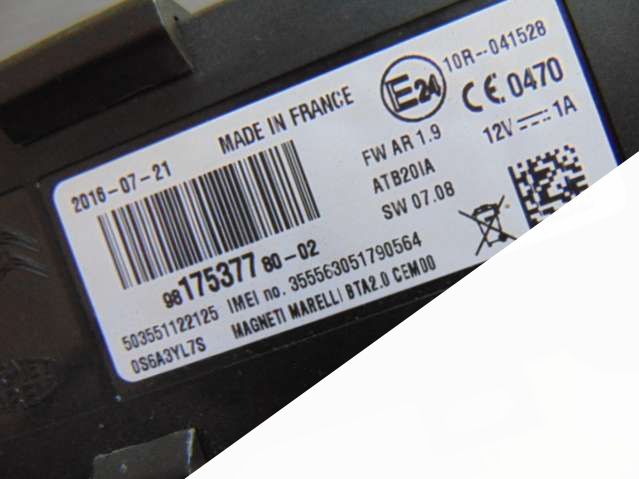 2016-07-21 MADE IN FRANCE E24 10R-041528
CE 0470
FW AR 1.9 12V 1A
ATB20IA
SW 07.08
98175377 80-02
503551122125 IMEI no. 355563051790564
0S6A3YL7S MAGNETI MARELLI BTA2.0 CEM00